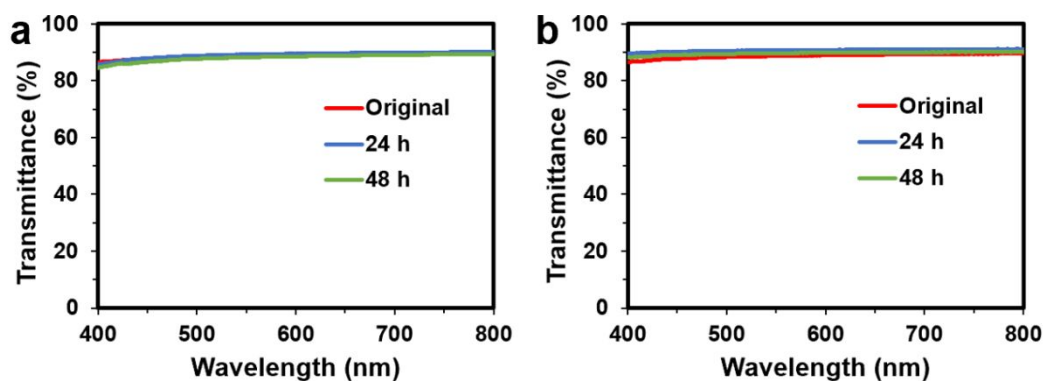 a
100
80
60
40
20
0
Transmittance (%)
Original
24 h
48 h
400 500 600 700 800
Wavelength (nm)
b
100
80
60
40
20
0
Transmittance (%)
Original
24 h
48 h
400 500 600 700 800
Wavelength (nm)